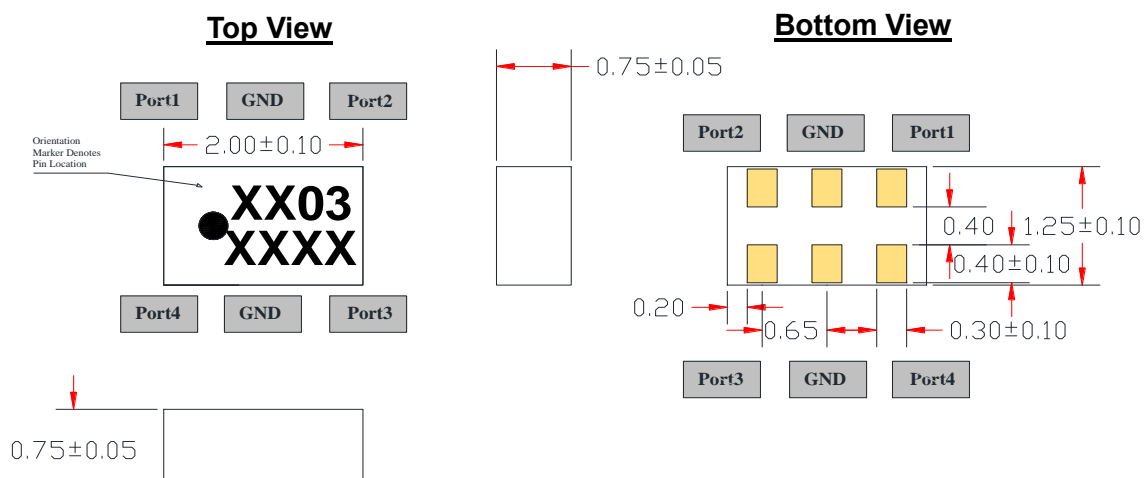 Top View
Bottom View
Port1 GND Port2
0.75±0.05
2.00±0.10
Orientation
Marker Denotes
Pin Location
XX03
XXXX
Port4 GND Port3
0.75±0.05
Port2 GND Port1
0.40 1.25±0.10
0.40±0.10
0.20
0.65 0.30±0.10
Port3 GND Port4